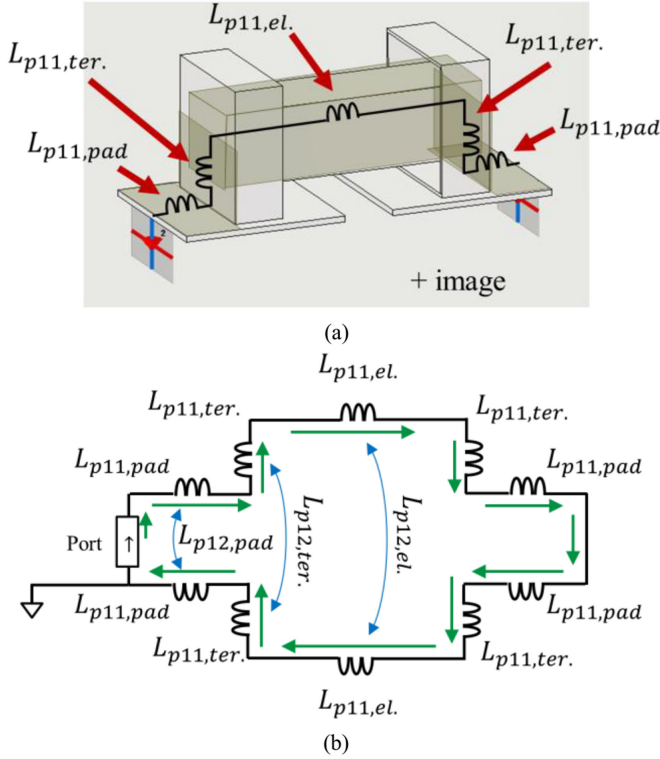 L_{p11,el.}
L_{p11,ter.}
L_{p11,ter.}
L_{p11,pad}
L_{p11,pad}
2
+ image
(a)
L_{p11,el.}
L_{p11,ter.}
L_{p11,ter.}
L_{p11,pad}
L_{p11,pad}
Port
↑
L_{p12,pad}
L_{p12,ter.}
L_{p12,el.}
L_{p11,pad}
L_{p11,pad}
L_{p11,ter.}
L_{p11,ter.}
L_{p11,el.}
(b)